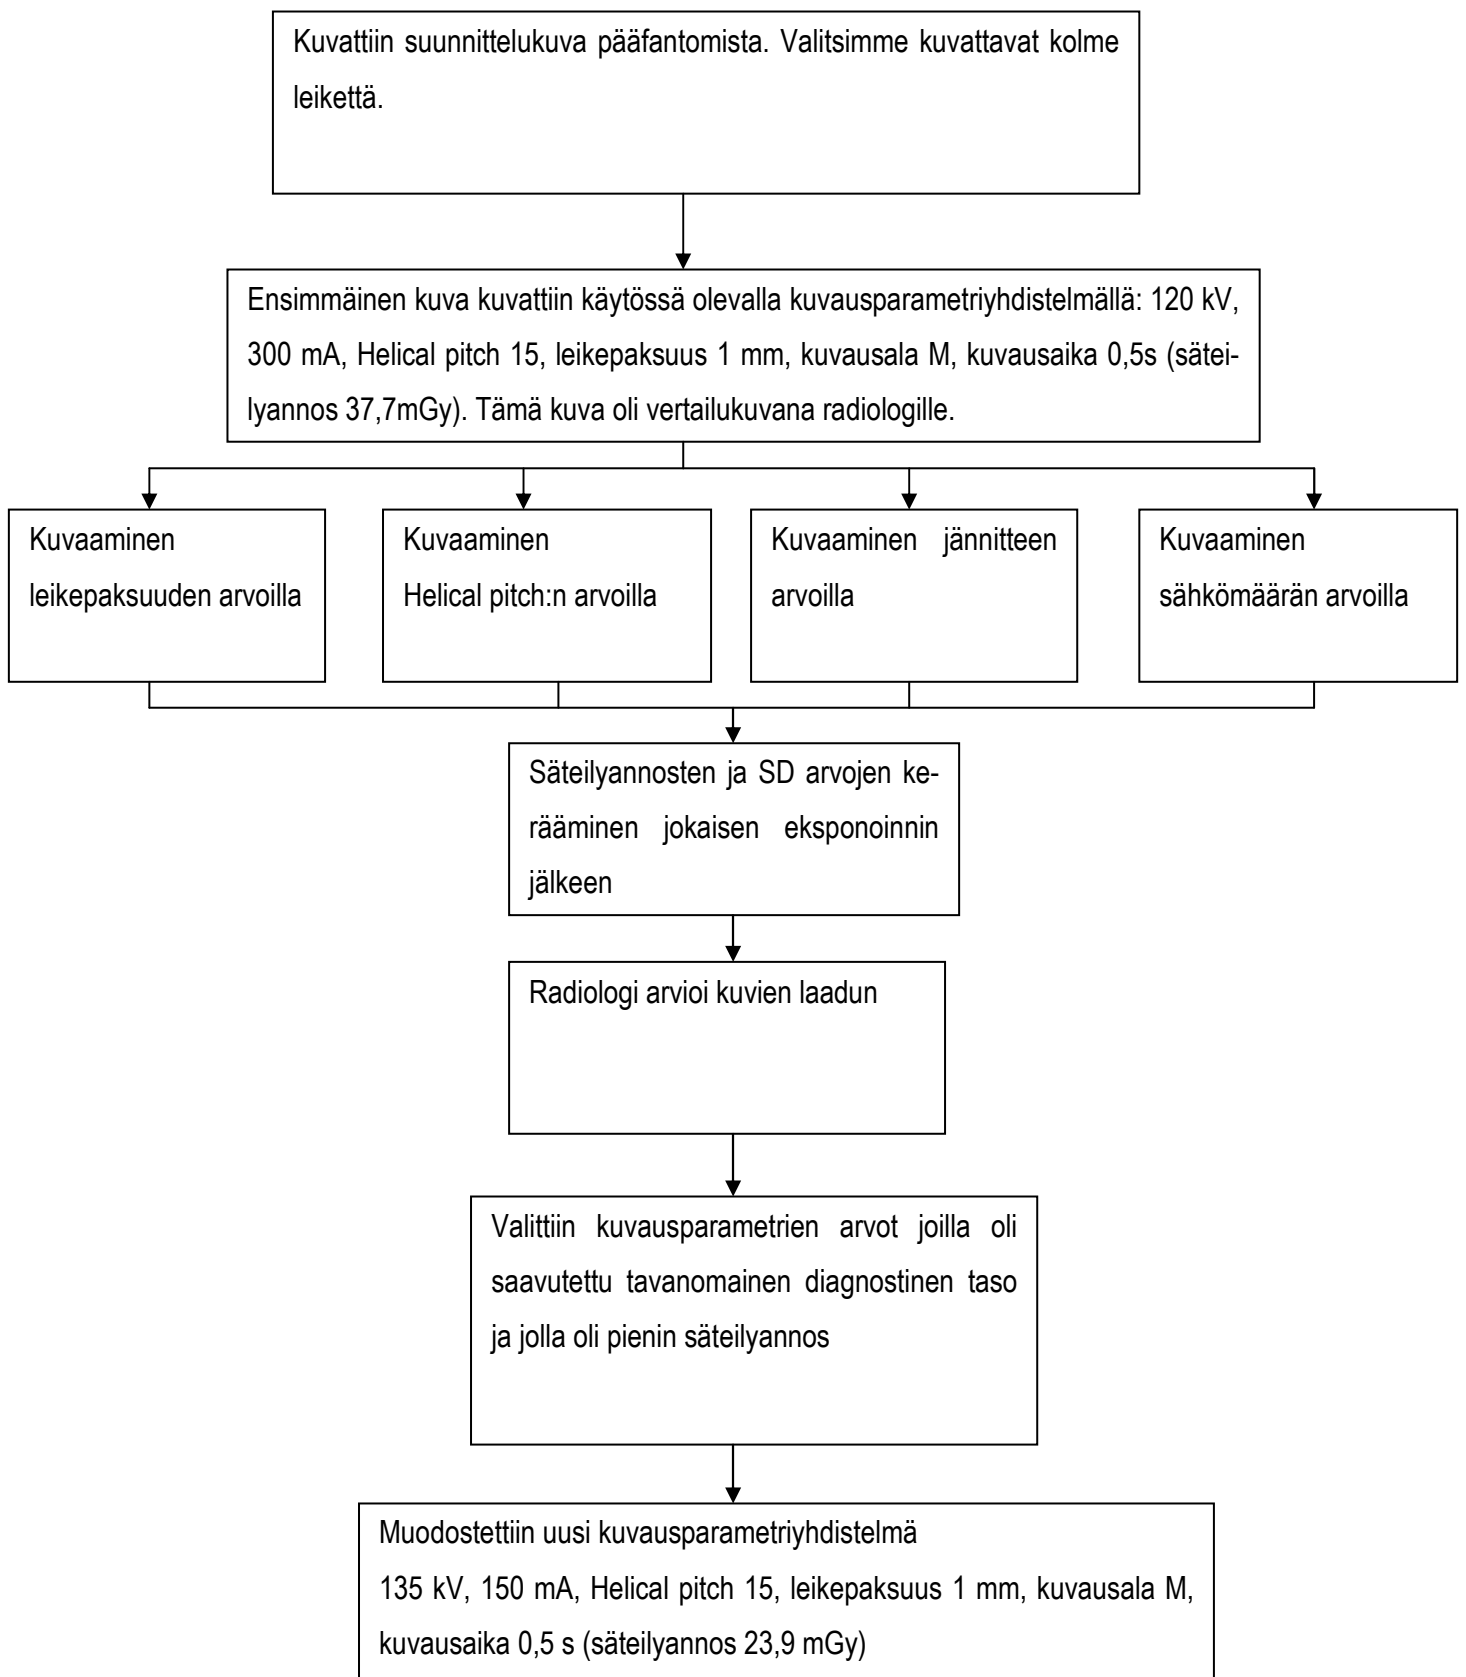 Kuvattiin suunnittelukuva pääfantomista. Valitsimme kuvattavat kolme
leikettä.
Ensimmäinen kuva kuvattiin käytössä olevalla kuvausparametriyhdistelmällä: 120 kV,
300 mA, Helical pitch 15, leikepaksuus 1 mm, kuvausala M, kuvausaika 0,5s (sätei-
lyannos 37,7mGy). Tämä kuva oli vertailukuvana radiologille.
Kuvaaminen
leikepaksuuden arvoilla
Kuvaaminen
Helical pitch:n arvoilla
Kuvaaminen jännitteen
arvoilla
Kuvaaminen
sähkömäärän arvoilla
Säteilyannosten ja SD arvojen ke-
rääminen jokaisen eksponoinnin
jälkeen
Radiologi arvioi kuvien laadun
Valittiin kuvausparametrien arvot joilla oli
saavutettu tavanomainen diagnostinen taso
ja jolla oli pienin säteilyannos
Muodostettiin uusi kuvausparametriyhdistelmä
135 kV, 150 mA, Helical pitch 15, leikepaksuus 1 mm, kuvausala M,
kuvausaika 0,5 s (säteilyannos 23,9 mGy)